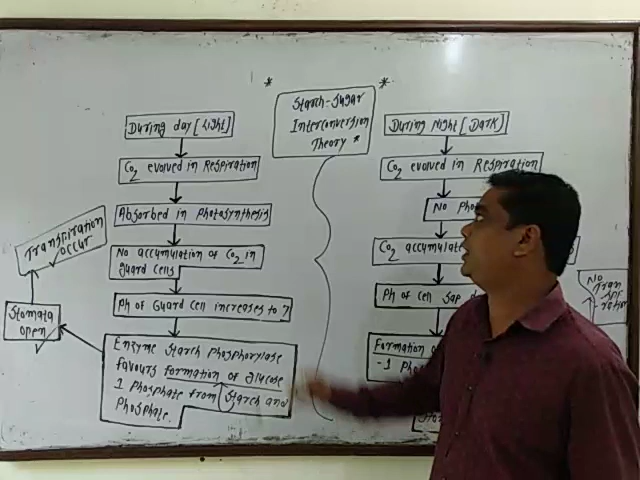 * Starch-Sugar *
Interconversion
Theory *
During day [Light]
CO2 evolved in Respiration
Absorbed in Photosynthesis
No accumulation of CO2 in
guard cells
Ph of Guard Cell increases to 7
Enzyme Starch Phosphorylase
favours formation of glucose
1 Phosphate from Starch and
Phosphate.
Stomata
open
Transpiration
occur
During Night [Dark]
CO2 evolved in Respiration
No Pho
CO2 accumulat
Ph of Cell Sap
Formation o
-1 Ph
No
Tran
spi
ration